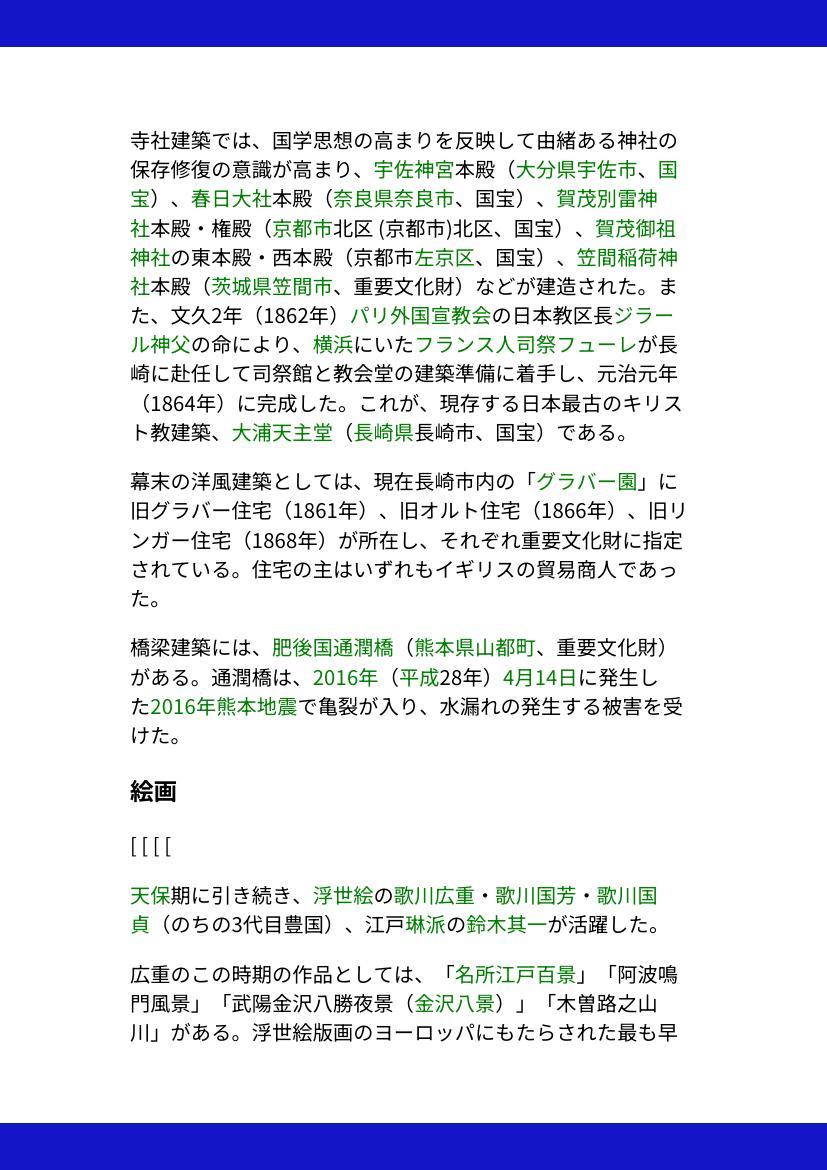 寺社建築では、国学思想の高まりを反映して由緒ある神社の
保存修復の意識が高まり、宇佐神宮本殿（大分県宇佐市、国
宝）、春日大社本殿（奈良県奈良市、国宝）、賀茂別雷神
社本殿・権殿（京都市北区 (京都市)北区、国宝）、賀茂御祖
神社の東本殿・西本殿（京都市左京区、国宝）、笠間稲荷神
社本殿（茨城県笠間市、重要文化財）などが建造された。ま
た、文久2年（1862年）パリ外国宣教会の日本教区長ジラー
ル神父の命により、横浜にいたフランス人司祭フューレが長
崎に赴任して司祭館と教会堂の建築準備に着手し、元治元年
（1864年）に完成した。これが、現存する日本最古のキリス
ト教建築、大浦天主堂（長崎県長崎市、国宝）である。
幕末の洋風建築としては、現在長崎市内の「グラバー園」に
旧グラバー住宅（1861年）、旧オルト住宅（1866年）、旧リ
ンガー住宅（1868年）が所在し、それぞれ重要文化財に指定
されている。住宅の主はいずれもイギリスの貿易商人であっ
た。
橋梁建築には、肥後国通潤橋（熊本県山都町、重要文化財）
がある。通潤橋は、2016年（平成28年）4月14日に発生し
た2016年熊本地震で亀裂が入り、水漏れの発生する被害を受
けた。
絵画
[ [ [ [
天保期に引き続き、浮世絵の歌川広重・歌川国芳・歌川国
貞（のちの3代目豊国）、江戸琳派の鈴木其一が活躍した。
広重のこの時期の作品としては、「名所江戸百景」「阿波鳴
門風景」「武陽金沢八勝夜景（金沢八景）」「木曽路之山
川」がある。浮世絵版画のヨーロッパにもたらされた最も早